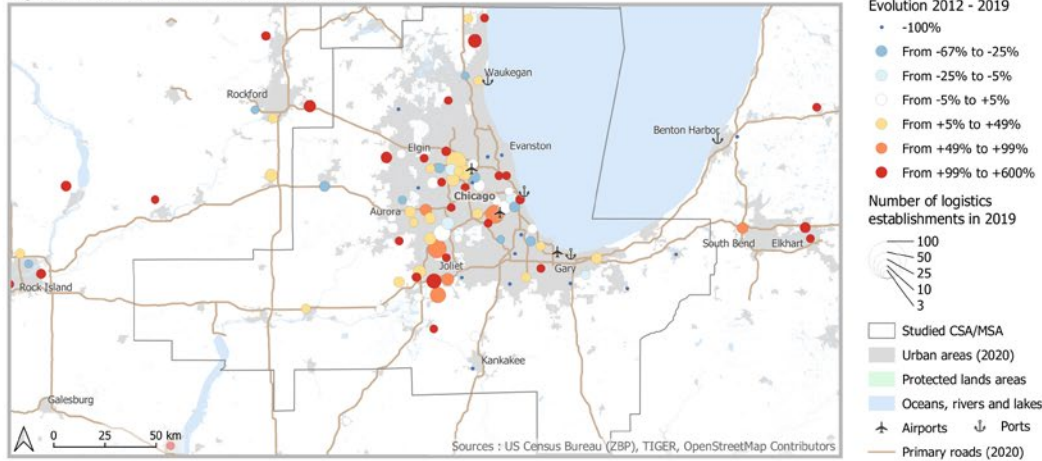 Evolution 2012 - 2019
-100%
From -67% to -25%
From -25% to -5%
From -5% to +5%
From +5% to +49%
From +49% to +99%
From +99% to +600%
Number of logistics
establishments in 2019
100
50
25
10
3
Studied CSA/MSA
Urban areas (2020)
Protected lands areas
Oceans, rivers and lakes
Airports
Ports
Primary roads (2020)
Waukegan
Rockford
Benton Harbor
Elgin
Evanston
Chicago
Aurora
South Bend
Elkhart
Joliet
Gary
Rock Island
Kankakee
Galesburg
0 25 50 km
Sources : US Census Bureau (ZBP), TIGER, OpenStreetMap Contributors